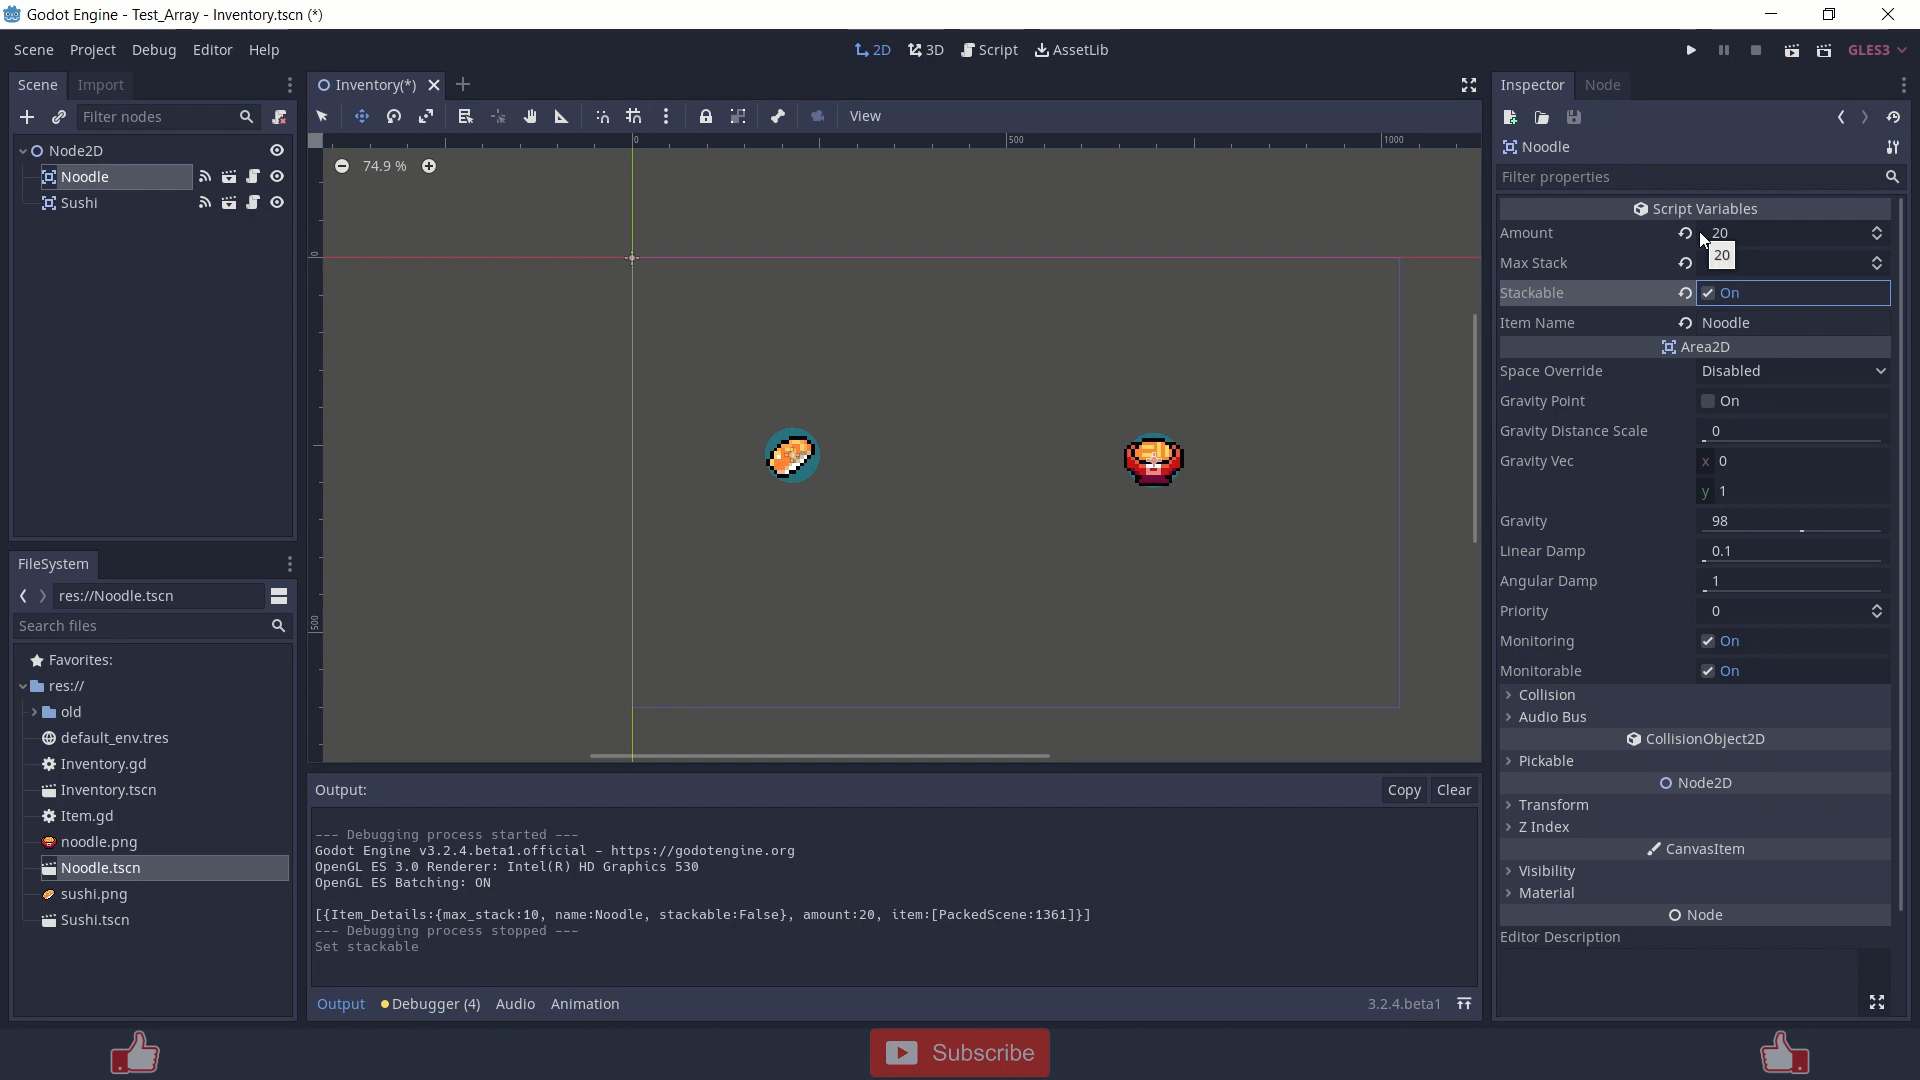 Godot Engine - Test_Array - Inventory.tscn (*)
Scene Project Debug Editor Help
2D 3D Script AssetLib
GLES3
Scene Import
Filter nodes
Node2D
Noodle
Sushi
FileSystem
res://Noodle.tscn
Search files
Favorites:
res://
old
default_env.tres
Inventory.gd
Inventory.tscn
Item.gd
noodle.png
Noodle.tscn
sushi.png
Sushi.tscn
Inventory(*)
View
0 500 1000
74.9 %
0
500
Output:
Copy Clear
--- Debugging process started ---
Godot Engine v3.2.4.beta1.official - https://godotengine.org
OpenGL ES 3.0 Renderer: Intel(R) HD Graphics 530
OpenGL ES Batching: ON
[{Item_Details:{max_stack:10, name:Noodle, stackable:False}, amount:20, item:[PackedScene:1361]}]
--- Debugging process stopped ---
Set stackable
Output Debugger (4) Audio Animation
3.2.4.beta1
Inspector Node
Noodle
Filter properties
Script Variables
Amount 20
20
Max Stack
Stackable On
Item Name Noodle
Area2D
Space Override Disabled
Gravity Point On
Gravity Distance Scale 0
Gravity Vec x 0
y 1
Gravity 98
Linear Damp 0.1
Angular Damp 1
Priority 0
Monitoring On
Monitorable On
Collision
Audio Bus
CollisionObject2D
Pickable
Node2D
Transform
Z Index
CanvasItem
Visibility
Material
Node
Editor Description
Subscribe